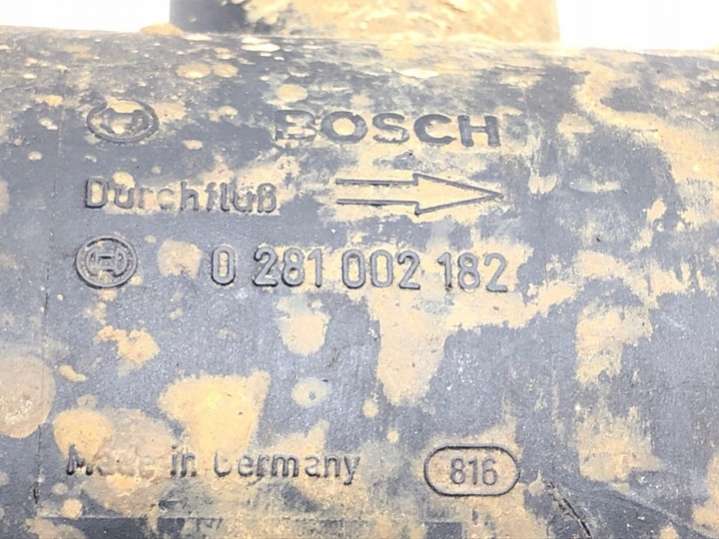 BOSCH
Durchfluß
0 281 002 182
Made in Germany 816